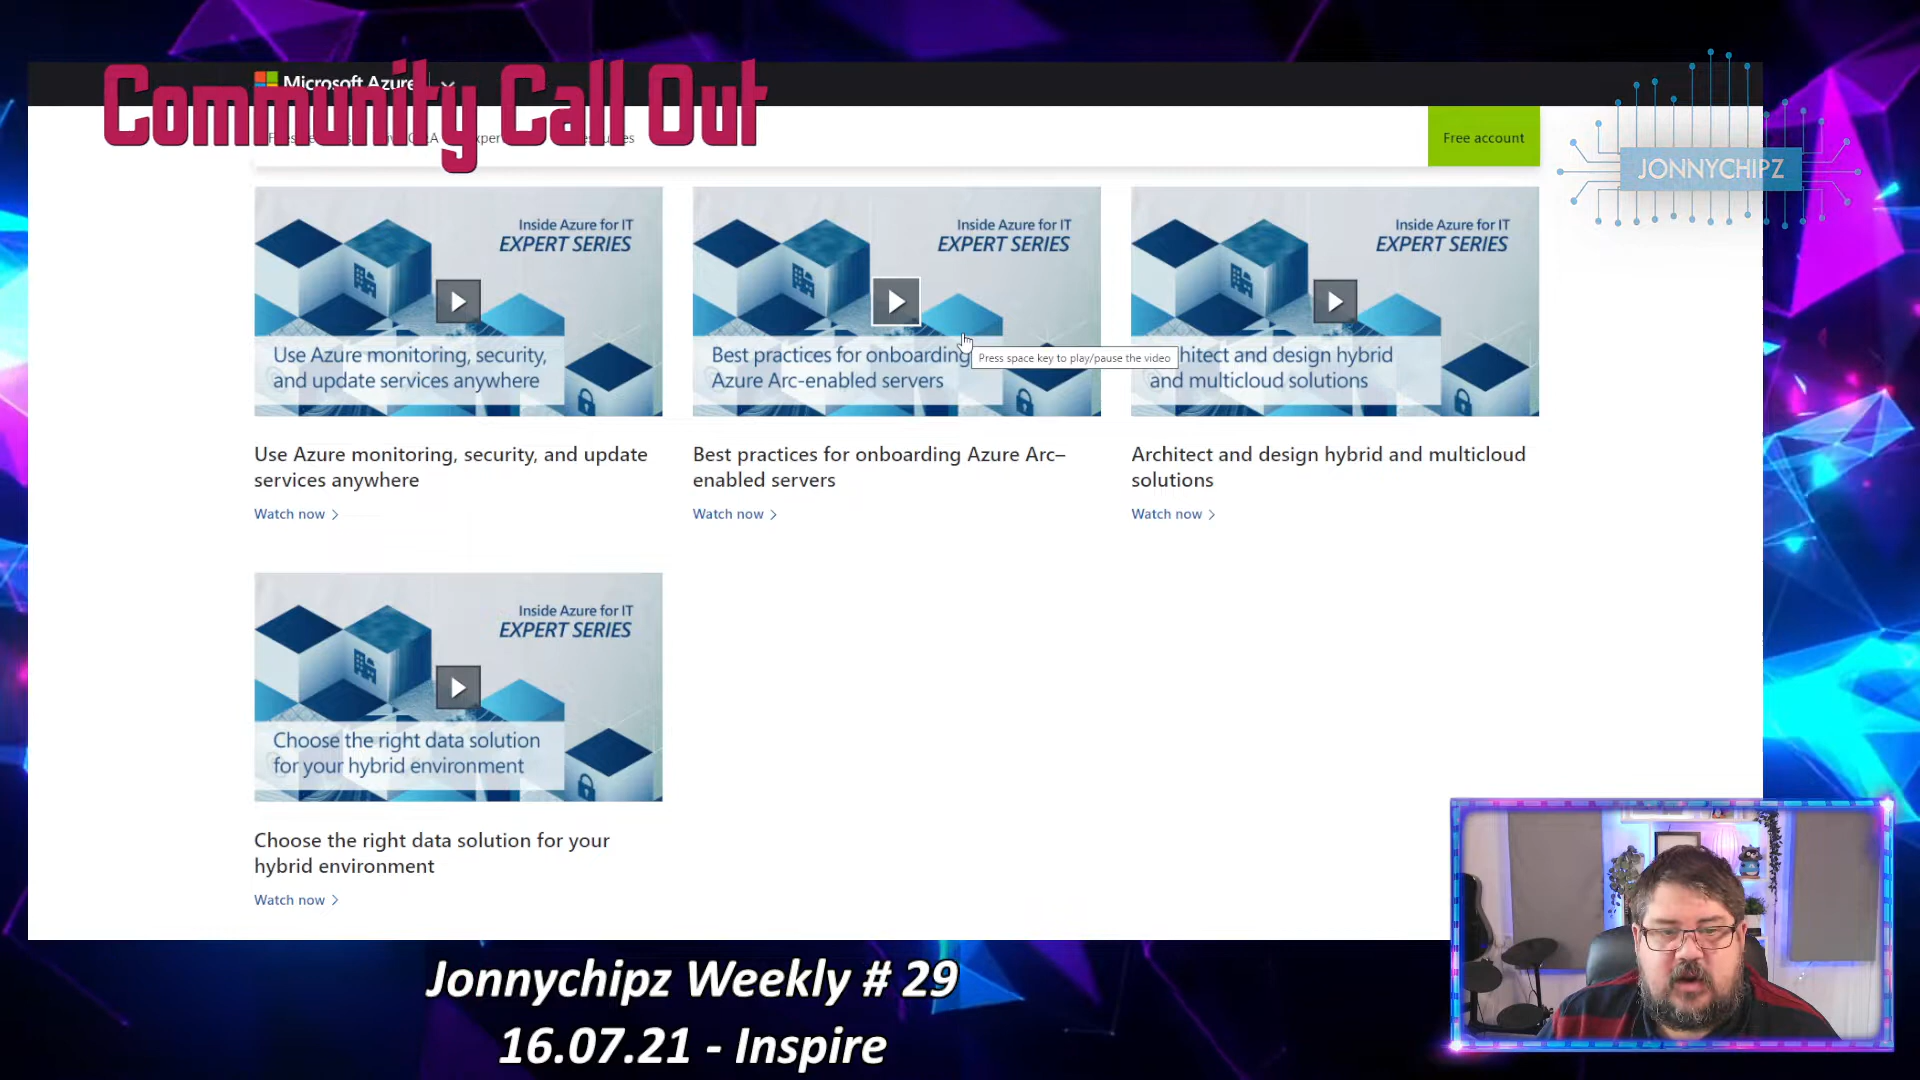 Microsoft Azure
Community Call Out
Free account
JONNYCHIPZ
Inside Azure for IT
EXPERT SERIES
Use Azure monitoring, security,
and update services anywhere
Inside Azure for IT
EXPERT SERIES
Best practices for onboarding
Azure Arc-enabled servers
Press space key to play/pause the video
Inside Azure for IT
EXPERT SERIES
hitect and design hybrid
and multicloud solutions
Use Azure monitoring, security, and update
services anywhere
Watch now
Best practices for onboarding Azure Arc–
enabled servers
Watch now
Architect and design hybrid and multicloud
solutions
Watch now
Inside Azure for IT
EXPERT SERIES
Choose the right data solution
for your hybrid environment
Choose the right data solution for your
hybrid environment
Watch now
Jonnychipz Weekly # 29
16.07.21 - Inspire